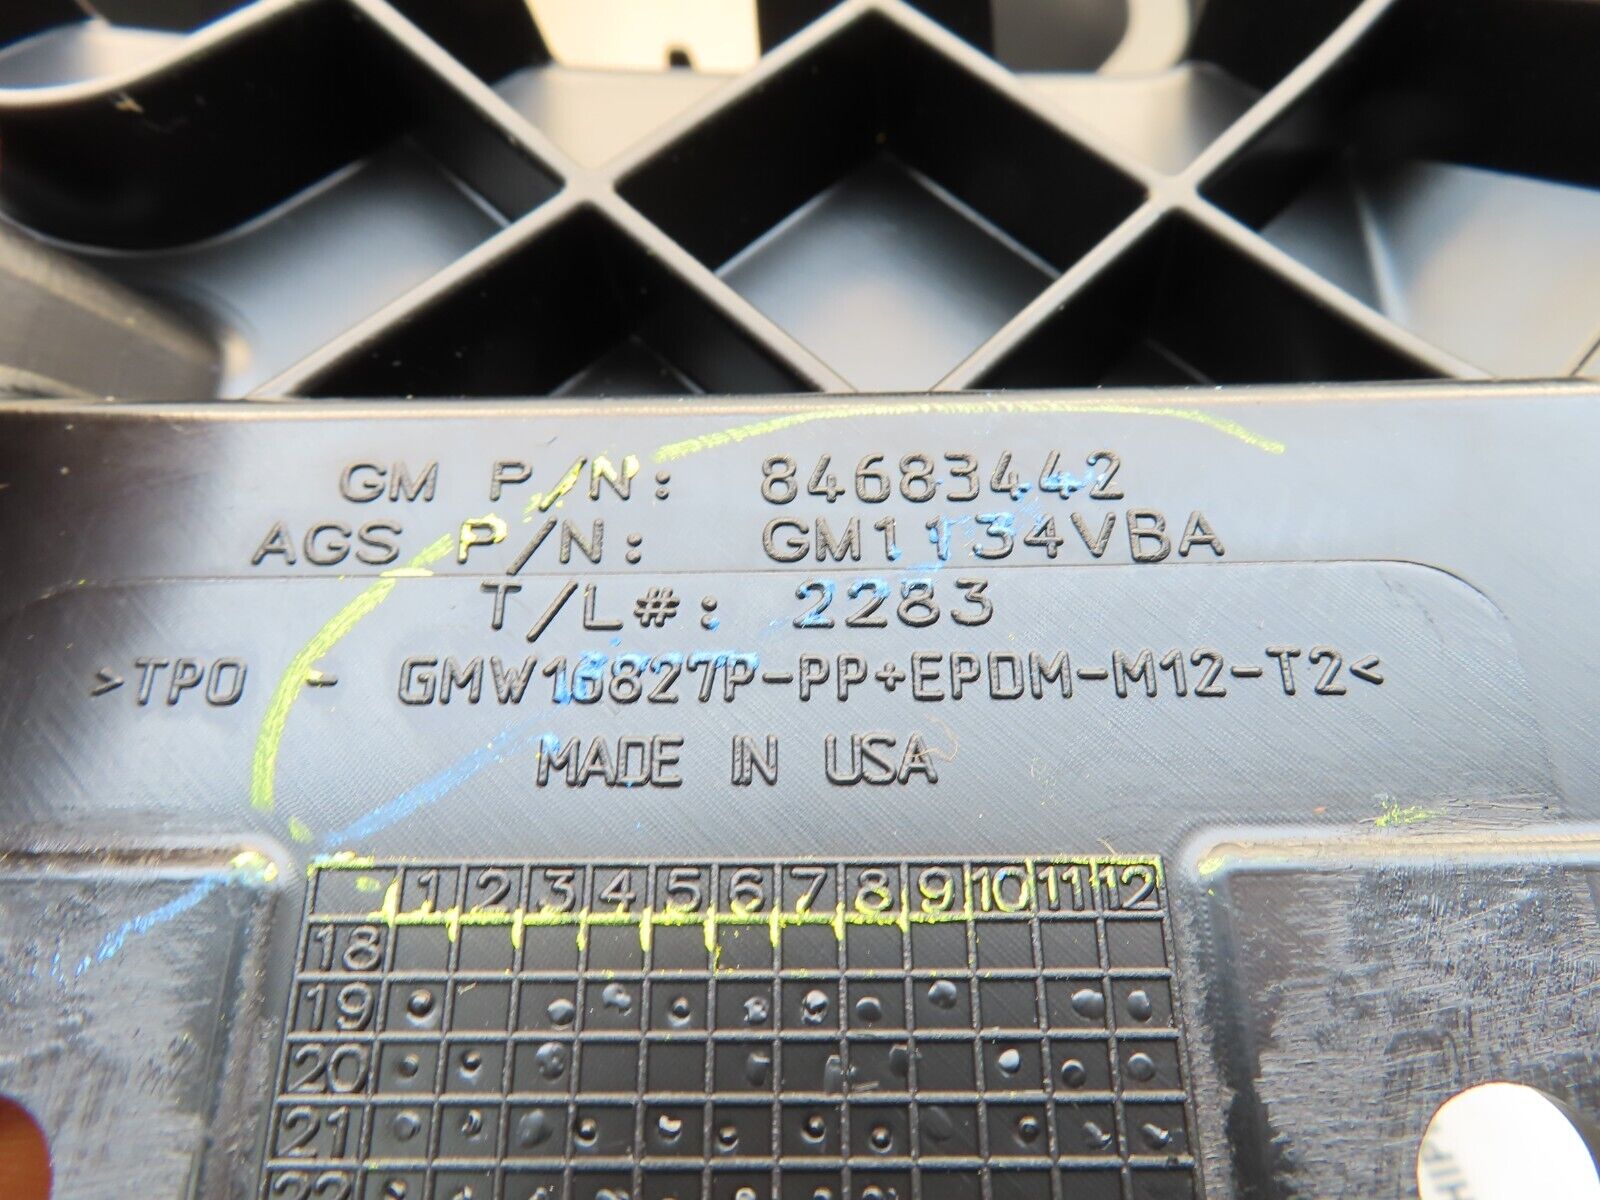 GM P/N: 84683442
AGS P/N: GM1134VBA
T/L#: 2283
>TPO - GMW16827P-PP+EPDM-M12-T2<
MADE IN USA
1 2 3 4 5 6 7 8 9 10 11 12
18
19
20
21
22